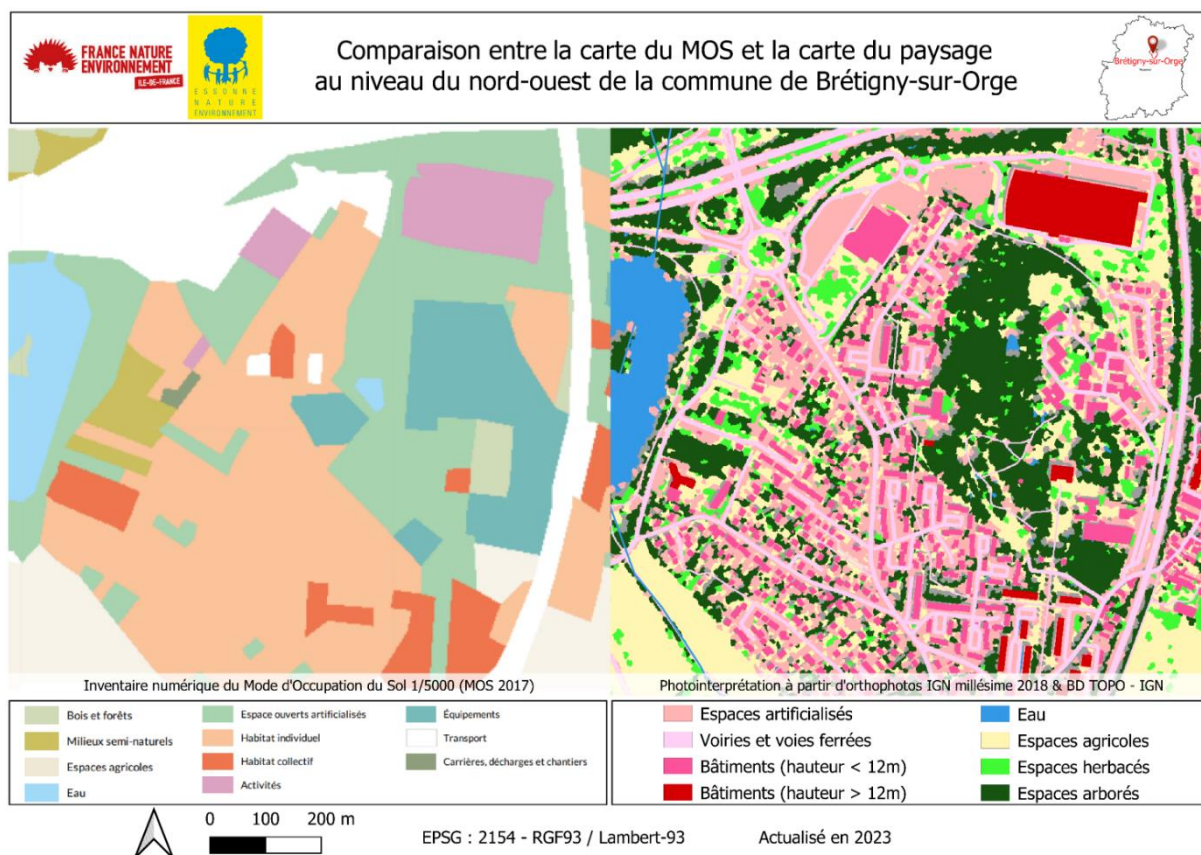 FRANCE NATURE
ENVIRONNEMENT
ILE-DE-FRANCE
ESSONNE
NATURE
ENVIRONNEMENT
Comparaison entre la carte du MOS et la carte du paysage
au niveau du nord-ouest de la commune de Brétigny-sur-Orge
Brétigny-sur-Orge
Inventaire numérique du Mode d'Occupation du Sol 1/5000 (MOS 2017)
Photointerprétation à partir d'orthophotos IGN millésime 2018 & BD TOPO - IGN
Bois et forêts
Milieux semi-naturels
Espaces agricoles
Eau
Espace ouverts artificialisés
Habitat individuel
Habitat collectif
Activités
Équipements
Transport
Carrières, décharges et chantiers
Espaces artificialisés
Voiries et voies ferrées
Bâtiments (hauteur < 12m)
Bâtiments (hauteur > 12m)
Eau
Espaces agricoles
Espaces herbacés
Espaces arborés
0 100 200 m
EPSG : 2154 - RGF93 / Lambert-93 Actualisé en 2023